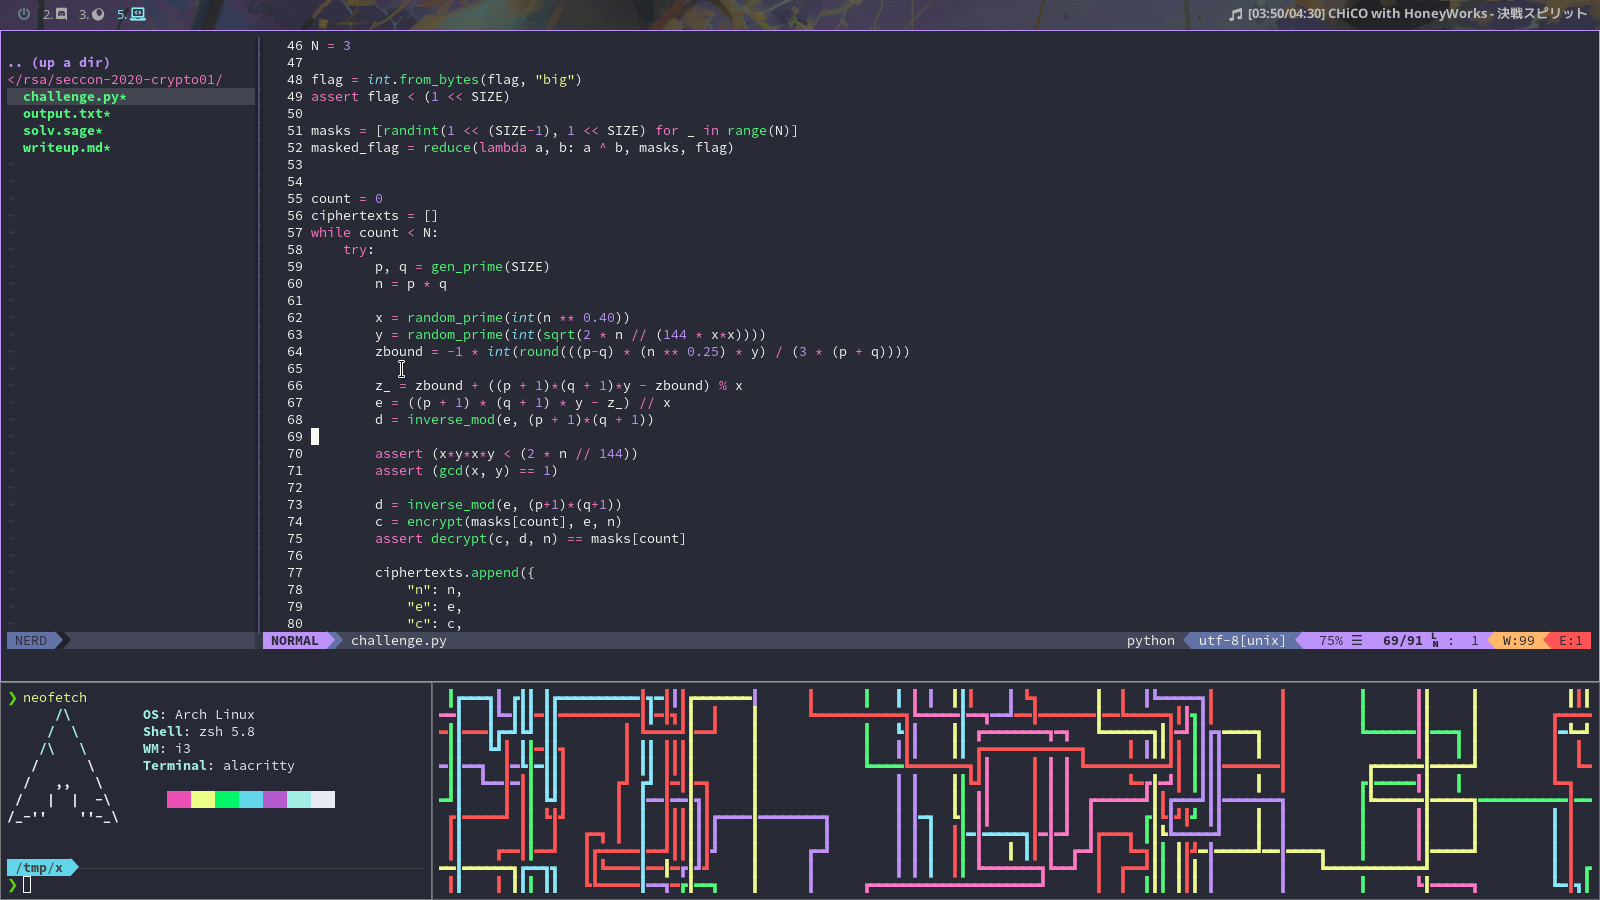 2. 3. 5.
[03:50/04:30] CHiCO with HoneyWorks - 決戦スピリット
.. (up a dir)
</rsa/seccon-2020-crypto01/
challenge.py*
output.txt*
solv.sage*
writeup.md*
46 N = 3
47
48 flag = int.from_bytes(flag, "big")
49 assert flag < (1 << SIZE)
50
51 masks = [randint(1 << (SIZE-1), 1 << SIZE) for _ in range(N)]
52 masked_flag = reduce(lambda a, b: a ^ b, masks, flag)
53
54
55 count = 0
56 ciphertexts = []
57 while count < N:
58     try:
59         p, q = gen_prime(SIZE)
60         n = p * q
61
62         x = random_prime(int(n ** 0.40))
63         y = random_prime(int(sqrt(2 * n // (144 * x*x))))
64         zbound = -1 * int(round(((p-q) * (n ** 0.25) * y) / (3 * (p + q))))
65
66         z_ = zbound + ((p + 1)*(q + 1)*y - zbound) % x
67         e = ((p + 1) * (q + 1) * y - z_) // x
68         d = inverse_mod(e, (p + 1)*(q + 1))
69
70         assert (x*y*x*y < (2 * n // 144))
71         assert (gcd(x, y) == 1)
72
73         d = inverse_mod(e, (p+1)*(q+1))
74         c = encrypt(masks[count], e, n)
75         assert decrypt(c, d, n) == masks[count]
76
77         ciphertexts.append({
78             "n": n,
79             "e": e,
80             "c": c,
NERD
NORMAL challenge.py python utf-8[unix] 75% ☰ 69/91 LN : 1 W:99 E:1
❯ neofetch
       /\
      /  \
     /\   \
    /      \
   /   ,,   \
  /   |  |  -\
 /_-''    ''-_\
OS: Arch Linux
Shell: zsh 5.8
WM: i3
Terminal: alacritty
/tmp/x
❯